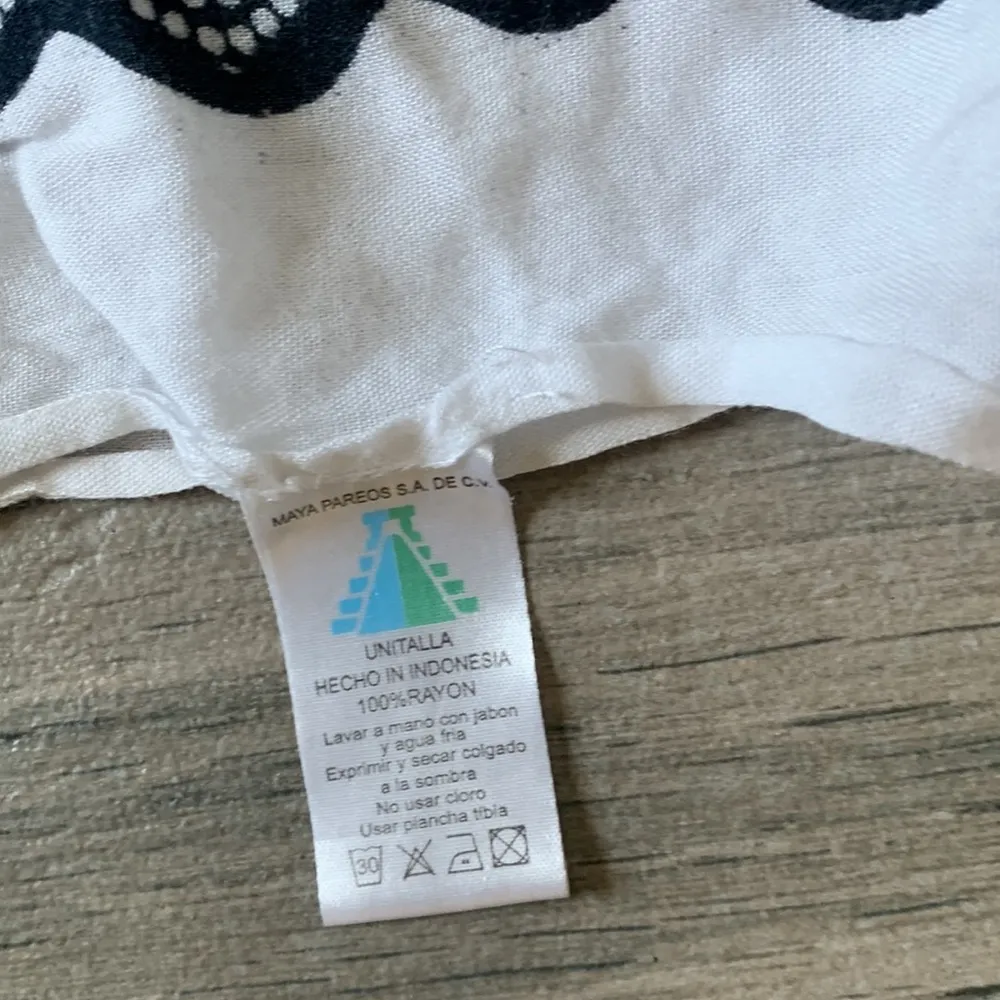 MAYA PAREOS S.A. DE C.V.
UNITALLA
HECHO IN INDONESIA
100%RAYON
Lavar a mano con jabon
y agua fria
Exprimir y secar colgado
a la sombra
No usar cloro
Usar plancha tibia
30